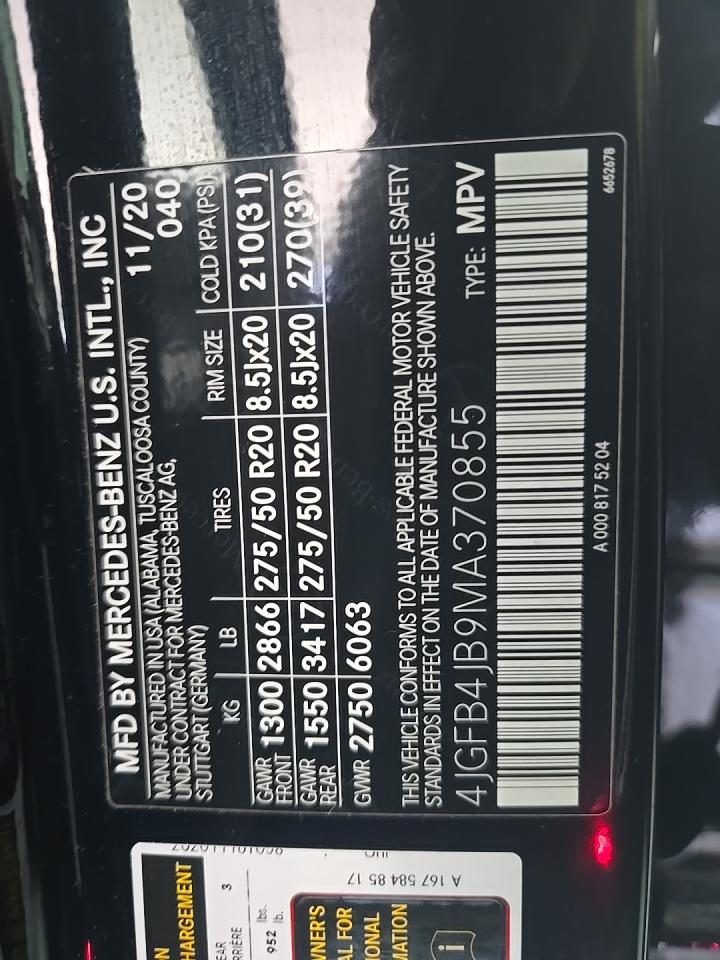 MFD BY MERCEDES-BENZ U.S. INTL., INC
MANUFACTURED IN USA (ALABAMA, TUSCALOOSA COUNTY) 11/20
UNDER CONTRACT FOR MERCEDES-BENZ AG, 040
STUTTGART (GERMANY)
KG LB TIRES RIM SIZE COLD KPA (PSI)
GAWR FRONT 1300 2866 275/50 R20 8.5Jx20 210(31)
GAWR REAR 1550 3417 275/50 R20 8.5Jx20 270(39)
GVWR 2750 6063
THIS VEHICLE CONFORMS TO ALL APPLICABLE FEDERAL MOTOR VEHICLE SAFETY
STANDARDS IN EFFECT ON THE DATE OF MANUFACTURE SHOWN ABOVE.
4JGFB4JB9MA370855 TYPE: MPV
A 000 817 52 04 6652678
A 167 584 85 17
HARGEMENT
3
952 lbs.
lb.